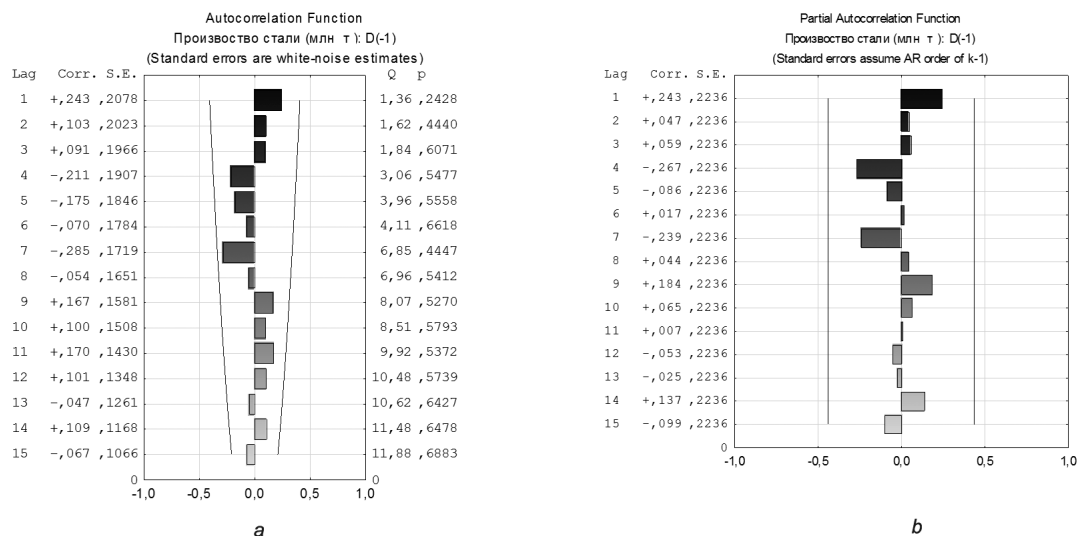 Autocorrelation Function
Произвоство стали (млн т): D(-1)
(Standard errors are white-noise estimates)
Lag Corr. S.E. Q p
1 +,243 ,2078 1,36 ,2428
2 +,103 ,2023 1,62 ,4440
3 +,091 ,1966 1,84 ,6071
4 -,211 ,1907 3,06 ,5477
5 -,175 ,1846 3,96 ,5558
6 -,070 ,1784 4,11 ,6618
7 -,285 ,1719 6,85 ,4447
8 -,054 ,1651 6,96 ,5412
9 +,167 ,1581 8,07 ,5270
10 +,100 ,1508 8,51 ,5793
11 +,170 ,1430 9,92 ,5372
12 +,101 ,1348 10,48 ,5739
13 -,047 ,1261 10,62 ,6427
14 +,109 ,1168 11,48 ,6478
15 -,067 ,1066 11,88 ,6883
0 0
-1,0 -0,5 0,0 0,5 1,0
a
Partial Autocorrelation Function
Произвоство стали (млн т): D(-1)
(Standard errors assume AR order of k-1)
Lag Corr. S.E.
1 +,243 ,2236
2 +,047 ,2236
3 +,059 ,2236
4 -,267 ,2236
5 -,086 ,2236
6 +,017 ,2236
7 -,239 ,2236
8 +,044 ,2236
9 +,184 ,2236
10 +,065 ,2236
11 +,007 ,2236
12 -,053 ,2236
13 -,025 ,2236
14 +,137 ,2236
15 -,099 ,2236
0
-1,0 -0,5 0,0 0,5 1,0
b